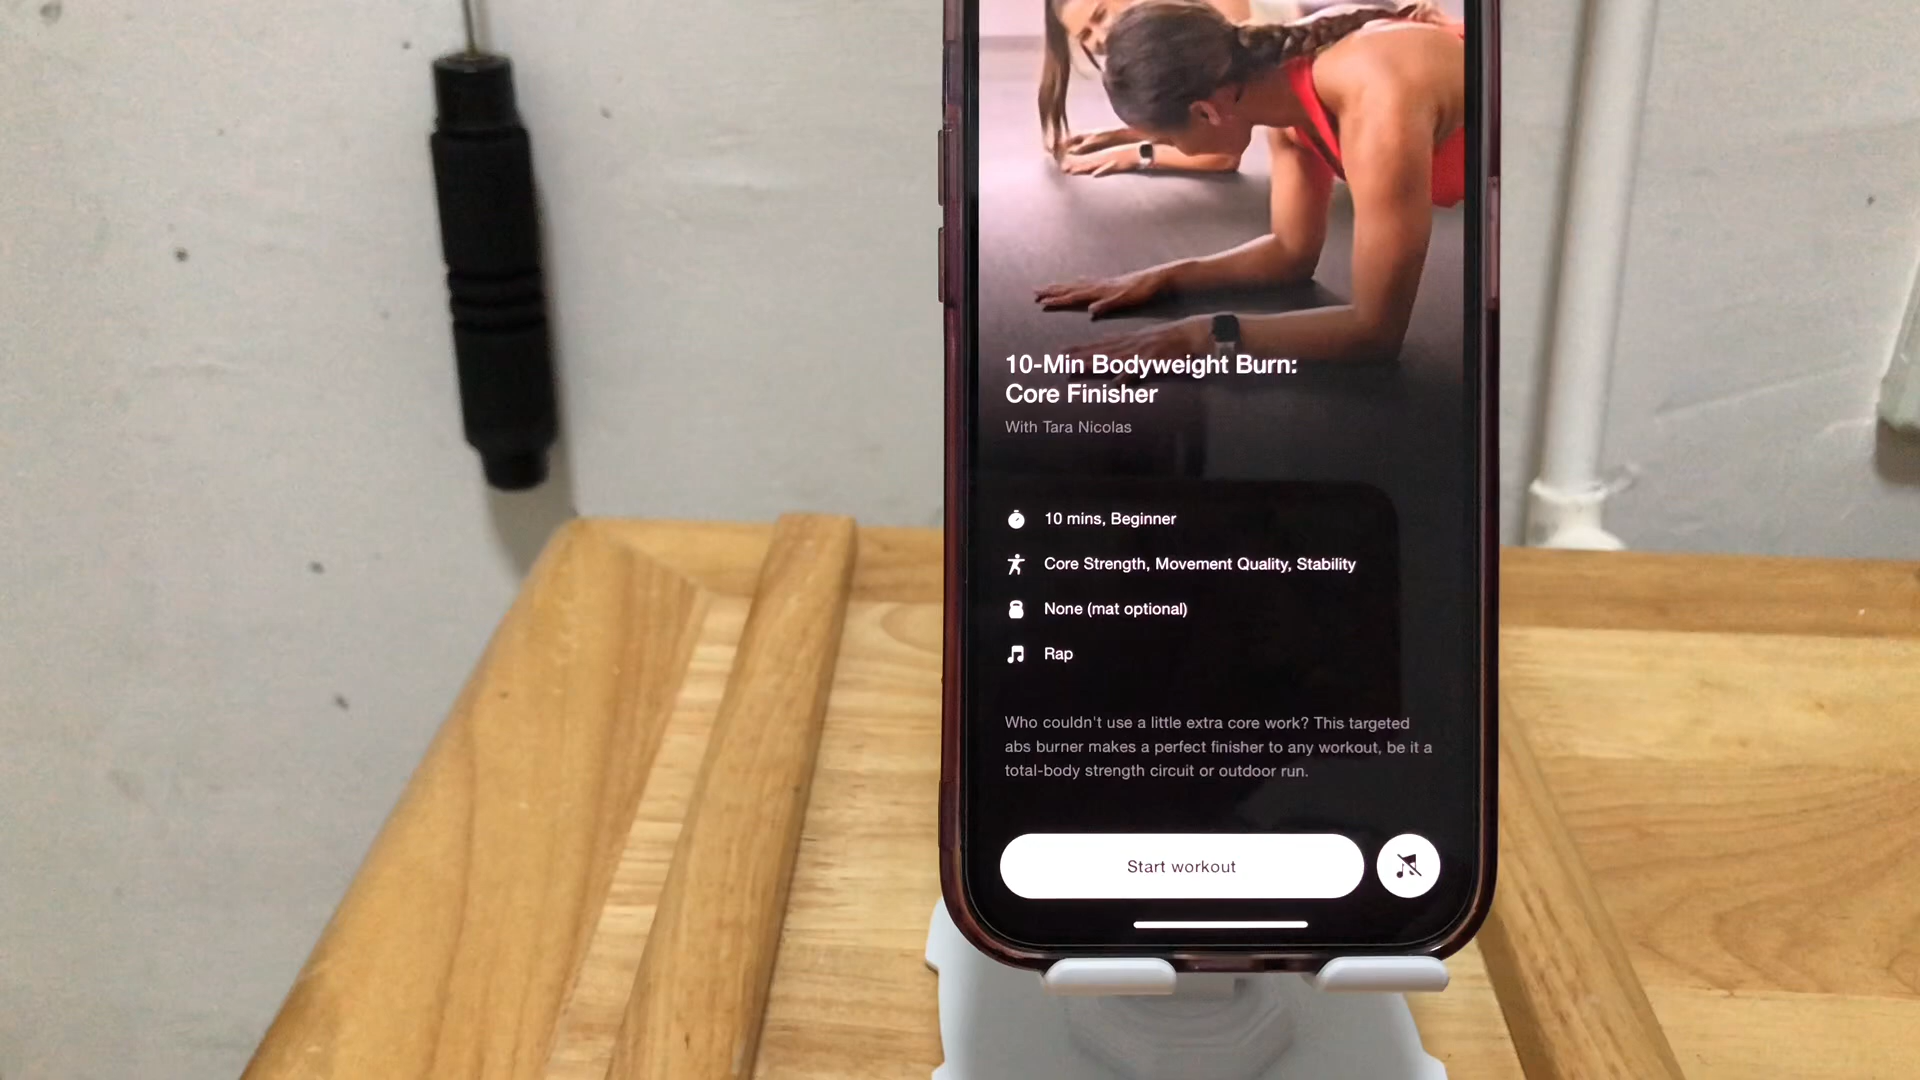 10-Min Bodyweight Burn:
Core Finisher
With Tara Nicolas
10 mins, Beginner
Core Strength, Movement Quality, Stability
None (mat optional)
Rap
Who couldn't use a little extra core work? This targeted
abs burner makes a perfect finisher to any workout, be it a
total-body strength circuit or outdoor run.
Start workout